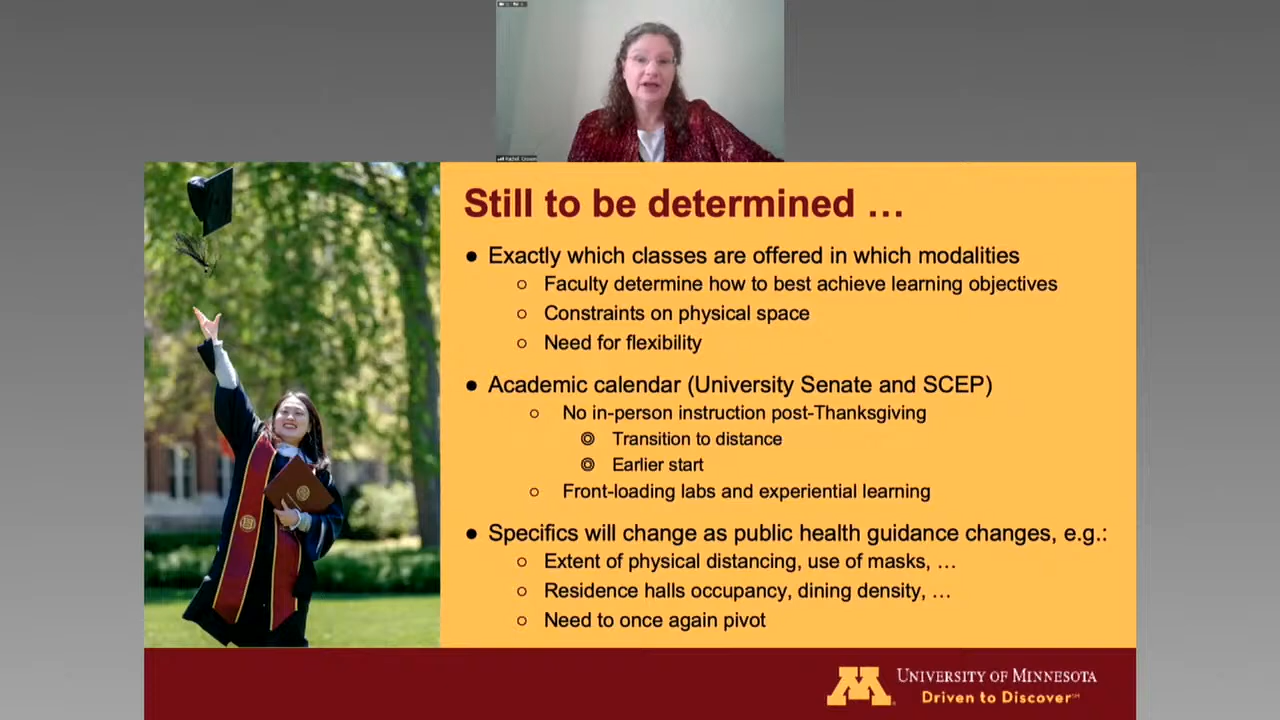 Still to be determined …
● Exactly which classes are offered in which modalities
○ Faculty determine how to best achieve learning objectives
○ Constraints on physical space
○ Need for flexibility
● Academic calendar (University Senate and SCEP)
○ No in-person instruction post-Thanksgiving
◎ Transition to distance
◎ Earlier start
○ Front-loading labs and experiential learning
● Specifics will change as public health guidance changes, e.g.:
○ Extent of physical distancing, use of masks, …
○ Residence halls occupancy, dining density, …
○ Need to once again pivot
M
UNIVERSITY OF MINNESOTA
Driven to Discover℠